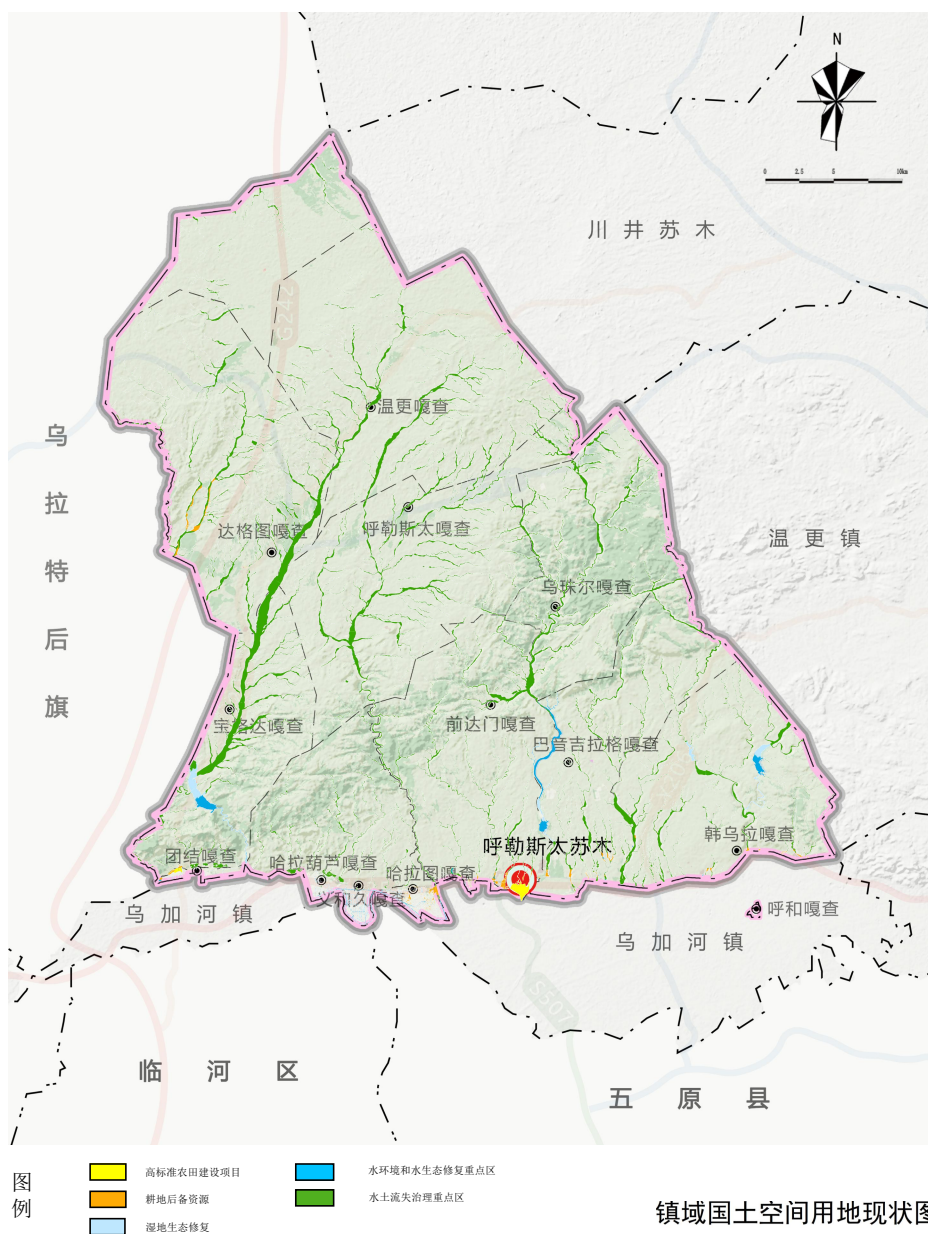 N
0 2.5 5 10km
川井苏木
G242
温更嘎查
乌拉特后旗
达格图嘎查
呼勒斯太嘎查
温更镇
乌珠尔嘎查
宝格达嘎查
前达门嘎查
巴音吉拉格嘎查
韩乌拉嘎查
呼勒斯太苏木
团结嘎查
哈拉葫芦嘎查
哈拉图嘎查
义和久嘎查
呼和嘎查
乌加河镇
乌加河镇
S507
临河区
五原县
图例
高标准农田建设项目
水环境和水生态修复重点区
耕地后备资源
水土流失治理重点区
湿地生态修复
镇域国土空间用地现状图